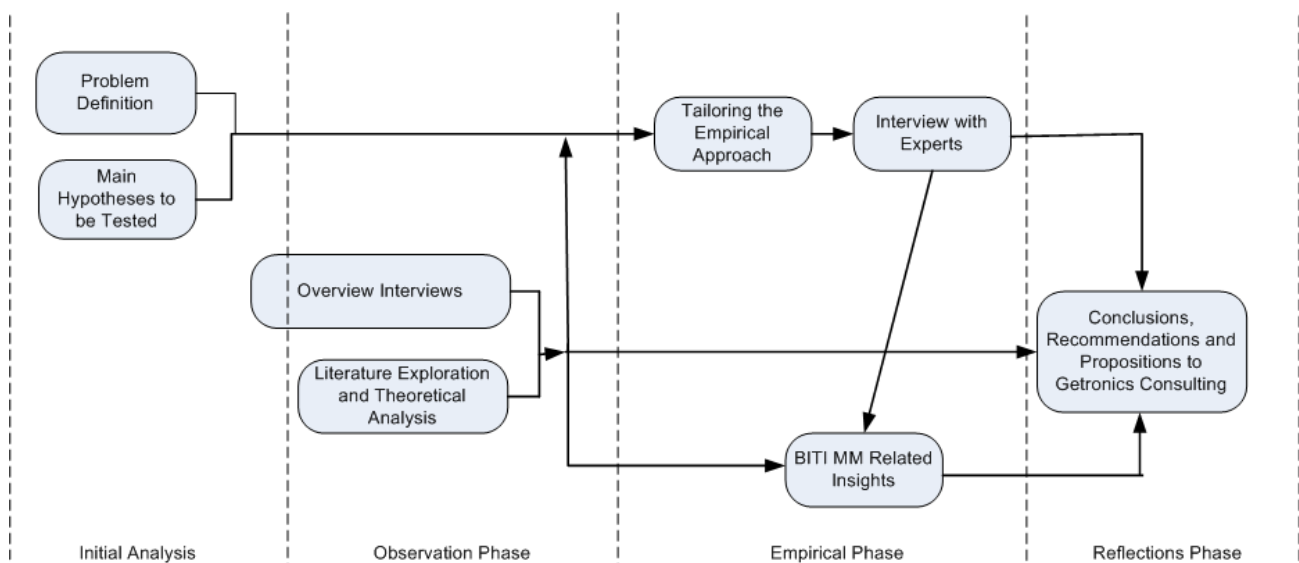 Problem
Definition
Main
Hypotheses to
be Tested
Overview Interviews
Literature Exploration
and Theoretical
Analysis
Tailoring the
Empirical
Approach
Interview with
Experts
BITI MM Related
Insights
Conclusions,
Recommendations and
Propositions to
Getronics Consulting
Initial Analysis
Observation Phase
Empirical Phase
Reflections Phase